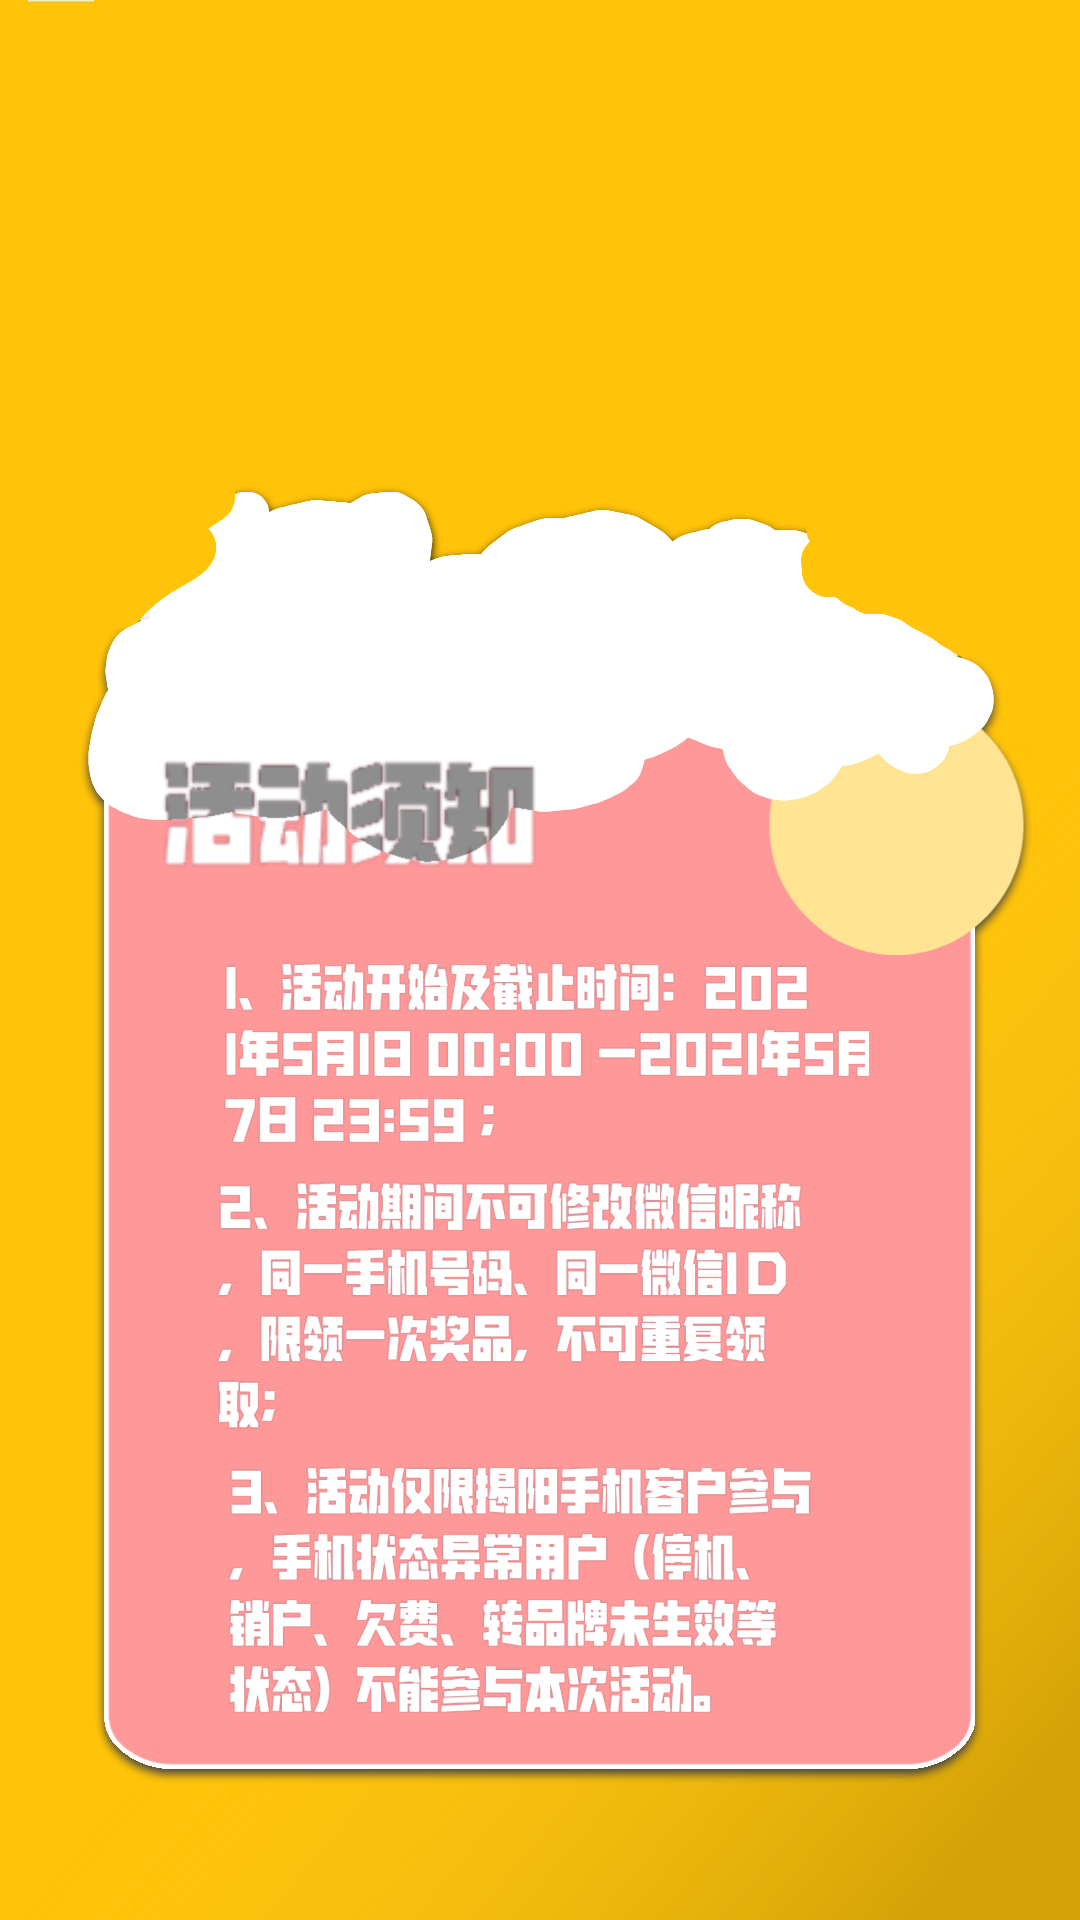 活动须知
1、活动开始及截止时间：202
1年5月1日 00:00 —2021年5月
7日 23:59；
2、活动期间不可修改微信昵称
，同一手机号码、同一微信ID
，限领一次奖品，不可重复领
取；
3、活动仅限揭阳手机客户参与
，手机状态异常用户（停机、
销户、欠费、转品牌未生效等
状态）不能参与本次活动。